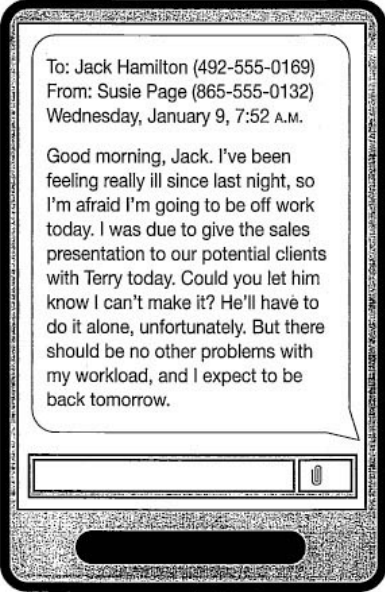 To: Jack Hamilton (492-555-0169)
From: Susie Page (865-555-0132)
Wednesday, January 9, 7:52 A.M.
Good morning, Jack. I've been
feeling really ill since last night, so
I'm afraid I'm going to be off work
today. I was due to give the sales
presentation to our potential clients
with Terry today. Could you let him
know I can't make it? He'll have to
do it alone, unfortunately. But there
should be no other problems with
my workload, and I expect to be
back tomorrow.